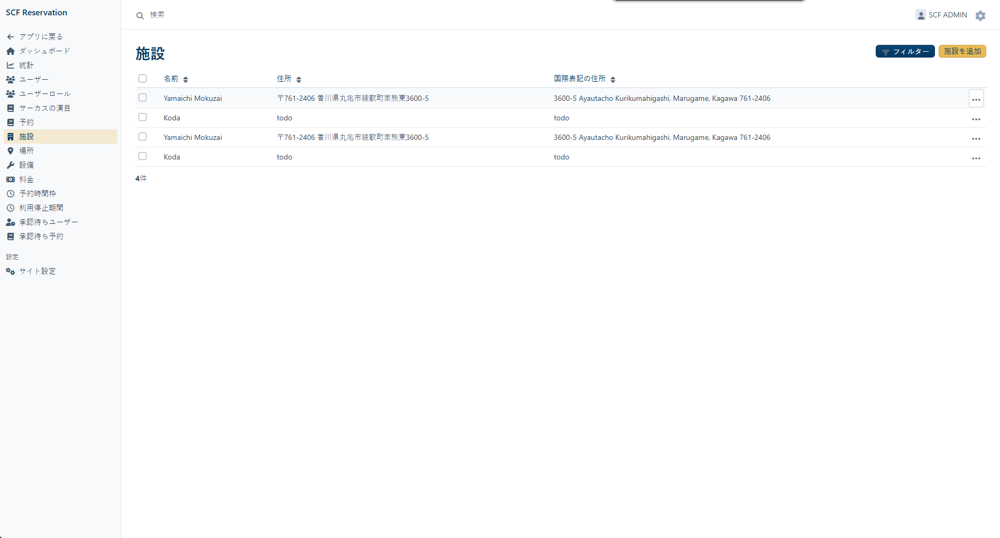 SCF Reservation
検索
SCF ADMIN
アプリに戻る
ダッシュボード
統計
ユーザー
ユーザーロール
サーカスの演目
予約
施設
場所
設備
料金
予約時間枠
利用停止期間
承認待ちユーザー
承認待ち予約
設定
サイト設定
施設
フィルター 施設を追加
名前 住所 国際表記の住所
Yamaichi Mokuzai 〒761-2406 香川県丸亀市綾歌町栗熊東3600-5 3600-5 Ayautacho Kurikumahigashi, Marugame, Kagawa 761-2406
Koda todo todo
Yamaichi Mokuzai 〒761-2406 香川県丸亀市綾歌町栗熊東3600-5 3600-5 Ayautacho Kurikumahigashi, Marugame, Kagawa 761-2406
Koda todo todo
4件